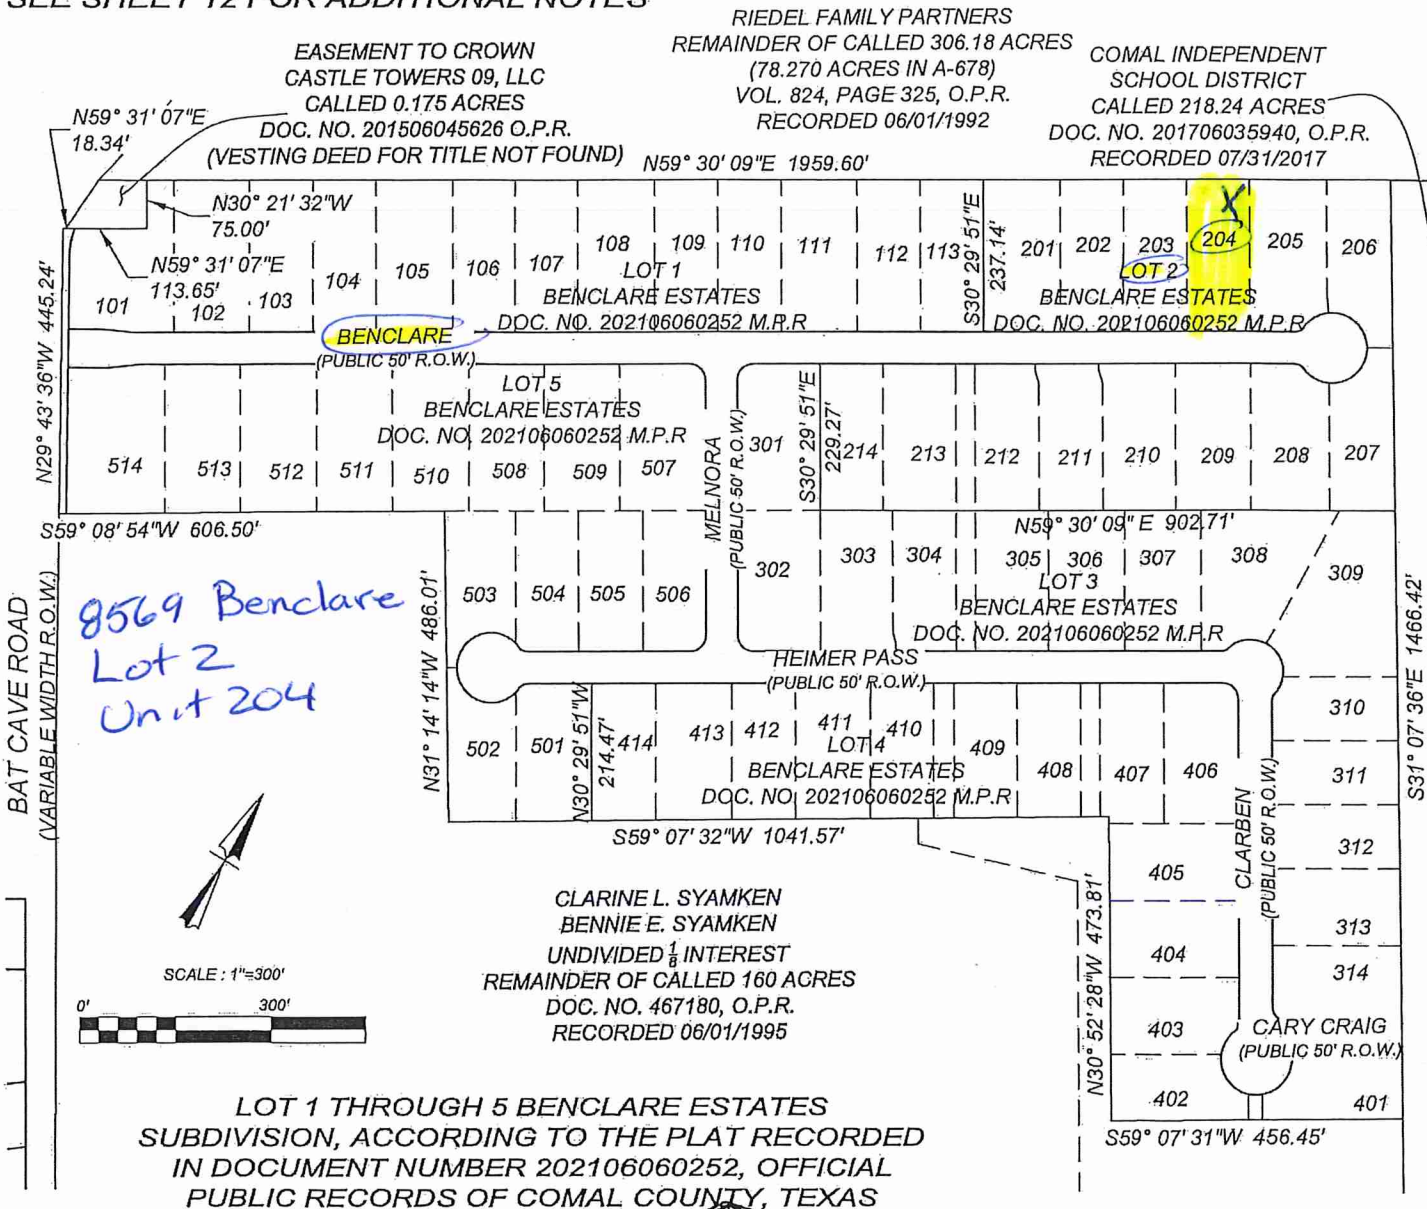 SEE SHEET 12 FOR ADDITIONAL NOTES
RIEDEL FAMILY PARTNERS
REMAINDER OF CALLED 306.18 ACRES
(78.270 ACRES IN A-678)
VOL. 824, PAGE 325, O.P.R.
RECORDED 06/01/1992
EASEMENT TO CROWN
CASTLE TOWERS 09, LLC
CALLED 0.175 ACRES
DOC. NO. 201506045626 O.P.R.
(VESTING DEED FOR TITLE NOT FOUND)
COMAL INDEPENDENT
SCHOOL DISTRICT
CALLED 218.24 ACRES
DOC. NO. 201706035940, O.P.R.
RECORDED 07/31/2017
N59° 31' 07"E
18.34'
N59° 30' 09"E 1959.60'
N30° 21' 32"W
75.00'
N59° 31' 07"E
113.65'
X
101
102
103
104
105
106
107
108
109
110
111
112
113
S30° 29' 51"E
237.14'
201
202
203
204
205
206
LOT 1
BENCLARE ESTATES
DOC. NO. 202106060252 M.P.R
LOT 2
BENCLARE ESTATES
DOC. NO. 202106060252 M.P.R
N29° 43' 36"W 445.24'
BENCLARE
(PUBLIC 50' R.O.W.)
LOT 5
BENCLARE ESTATES
DOC. NO. 202106060252 M.P.R
514
513
512
511
510
508
509
507
MELNORA
(PUBLIC 50' R.O.W.)
301
S30° 29' 51"E
229.27'
214
213
212
211
210
209
208
207
S59° 08' 54"W 606.50'
N59° 30' 09" E 902.71'
503
504
505
506
302
303
304
305
306
307
308
309
LOT 3
BENCLARE ESTATES
DOC. NO. 202106060252 M.P.R
8569 Benclare
Lot 2
Unit 204
BAT CAVE ROAD
(VARIABLE WIDTH R.O.W.)
N31° 14' 14"W 486.01'
HEIMER PASS
(PUBLIC 50' R.O.W.)
S31° 07' 36"E 1466.42'
502
501
N30° 29' 51"W
214.47'
414
413
412
411
410
409
408
407
406
LOT 4
BENCLARE ESTATES
DOC. NO. 202106060252 M.P.R
310
311
312
313
314
CLARBEN
(PUBLIC 50' R.O.W.)
S59° 07' 32"W 1041.57'
405
404
403
402
401
N30° 52' 28"W 473.81'
CARY CRAIG
(PUBLIC 50' R.O.W.)
S59° 07' 31"W 456.45'
CLARINE L. SYAMKEN
BENNIE E. SYAMKEN
UNDIVIDED 1/8 INTEREST
REMAINDER OF CALLED 160 ACRES
DOC. NO. 467180, O.P.R.
RECORDED 06/01/1995
SCALE : 1"=300'
0'
300'
LOT 1 THROUGH 5 BENCLARE ESTATES
SUBDIVISION, ACCORDING TO THE PLAT RECORDED
IN DOCUMENT NUMBER 202106060252, OFFICIAL
PUBLIC RECORDS OF COMAL COUNTY, TEXAS